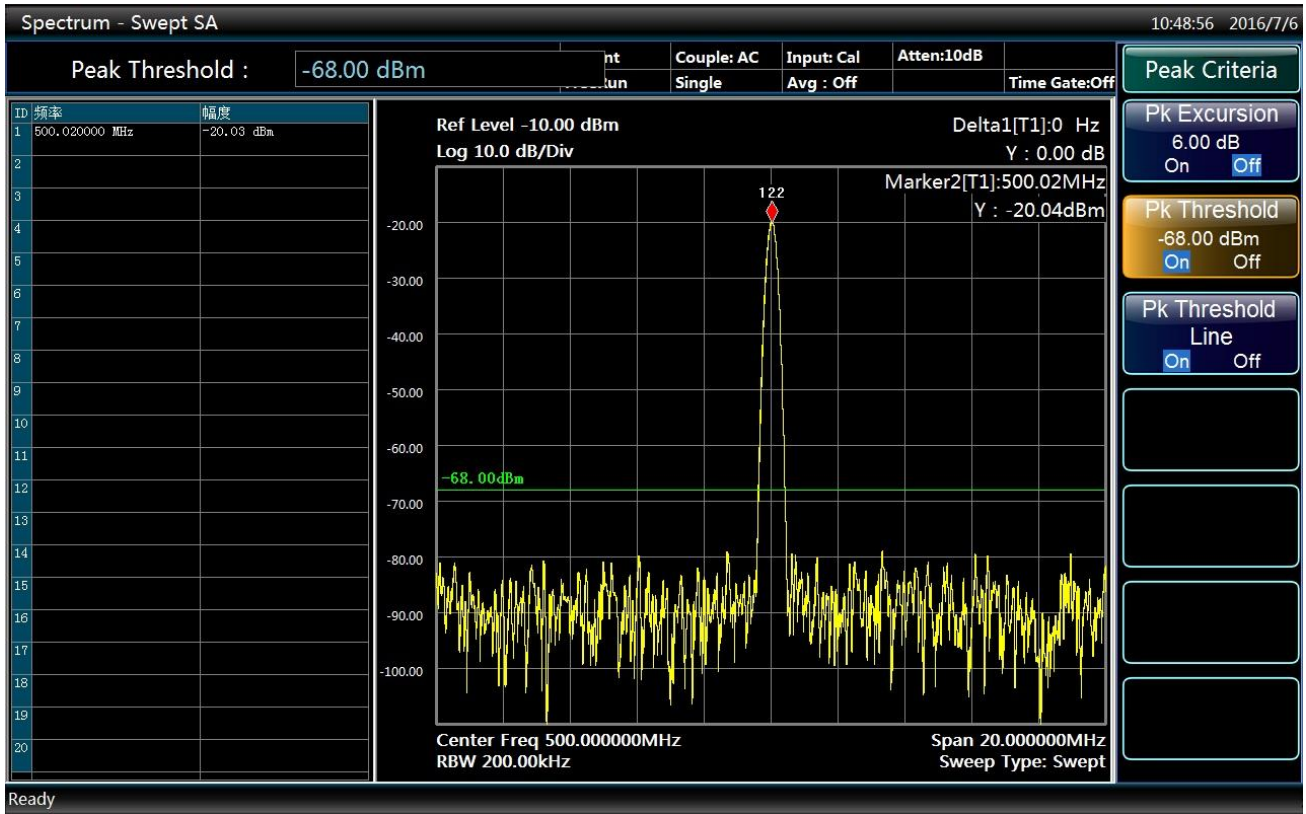 Spectrum - Swept SA
10:48:56 2016/7/6
Peak Threshold :
-68.00 dBm
Couple: AC
Input: Cal
Atten:10dB
Single
Avg : Off
Time Gate:Off
Peak Criteria
ID 频率 幅度
1 500.020000 MHz -20.03 dBm
2
3
4
5
6
7
8
9
10
11
12
13
14
15
16
17
18
19
20
Ref Level -10.00 dBm
Log 10.0 dB/Div
Delta1[T1]:0 Hz
Y : 0.00 dB
Marker2[T1]:500.02MHz
Y : -20.04dBm
122
-20.00
-30.00
-40.00
-50.00
-60.00
-68.00dBm
-70.00
-80.00
-90.00
-100.00
Center Freq 500.000000MHz
Span 20.000000MHz
RBW 200.00kHz
Sweep Type: Swept
Pk Excursion
6.00 dB
On Off
Pk Threshold
-68.00 dBm
On Off
Pk Threshold
Line
On Off
Ready